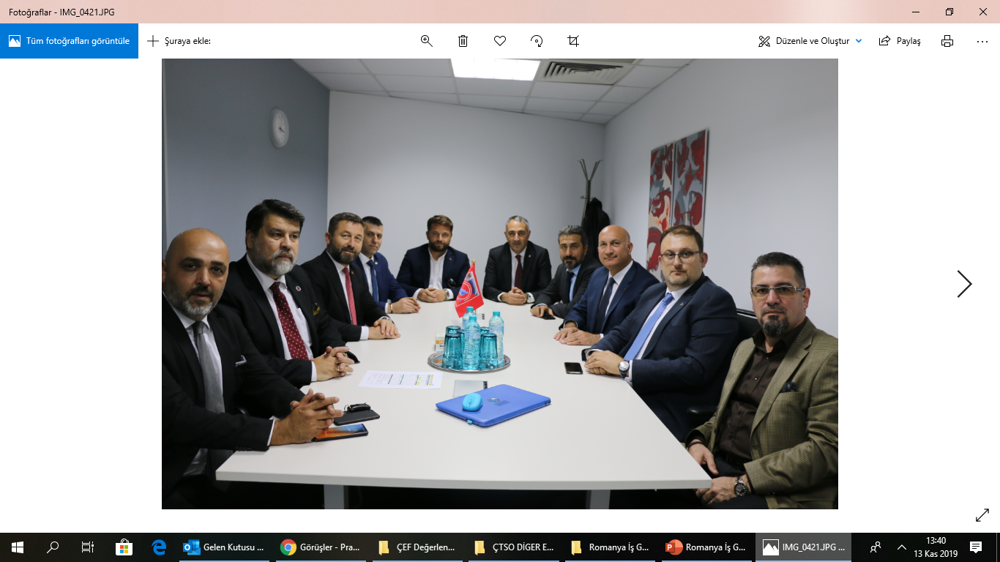 Fotoğraflar - IMG_0421.JPG
Tüm fotoğrafları görüntüle
Şuraya ekle:
Düzenle ve Oluştur
Paylaş
Gelen Kutusu ...
Görüşler - Pra...
ÇEF Değerlen...
ÇTSO DİGER E...
Romanya İş G...
Romanya İş G...
IMG_0421.JPG ...
13:40
13 Kas 2019